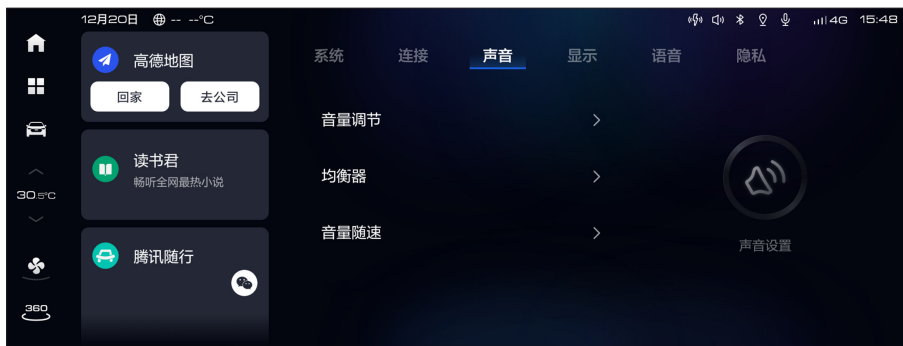 12月20日 -- --°C
4G 15:48
高德地图
回家 去公司
读书君
畅听全网最热小说
腾讯随行
30.5°C
360
系统 连接 声音 显示 语音 隐私
音量调节
均衡器
音量随速
声音设置